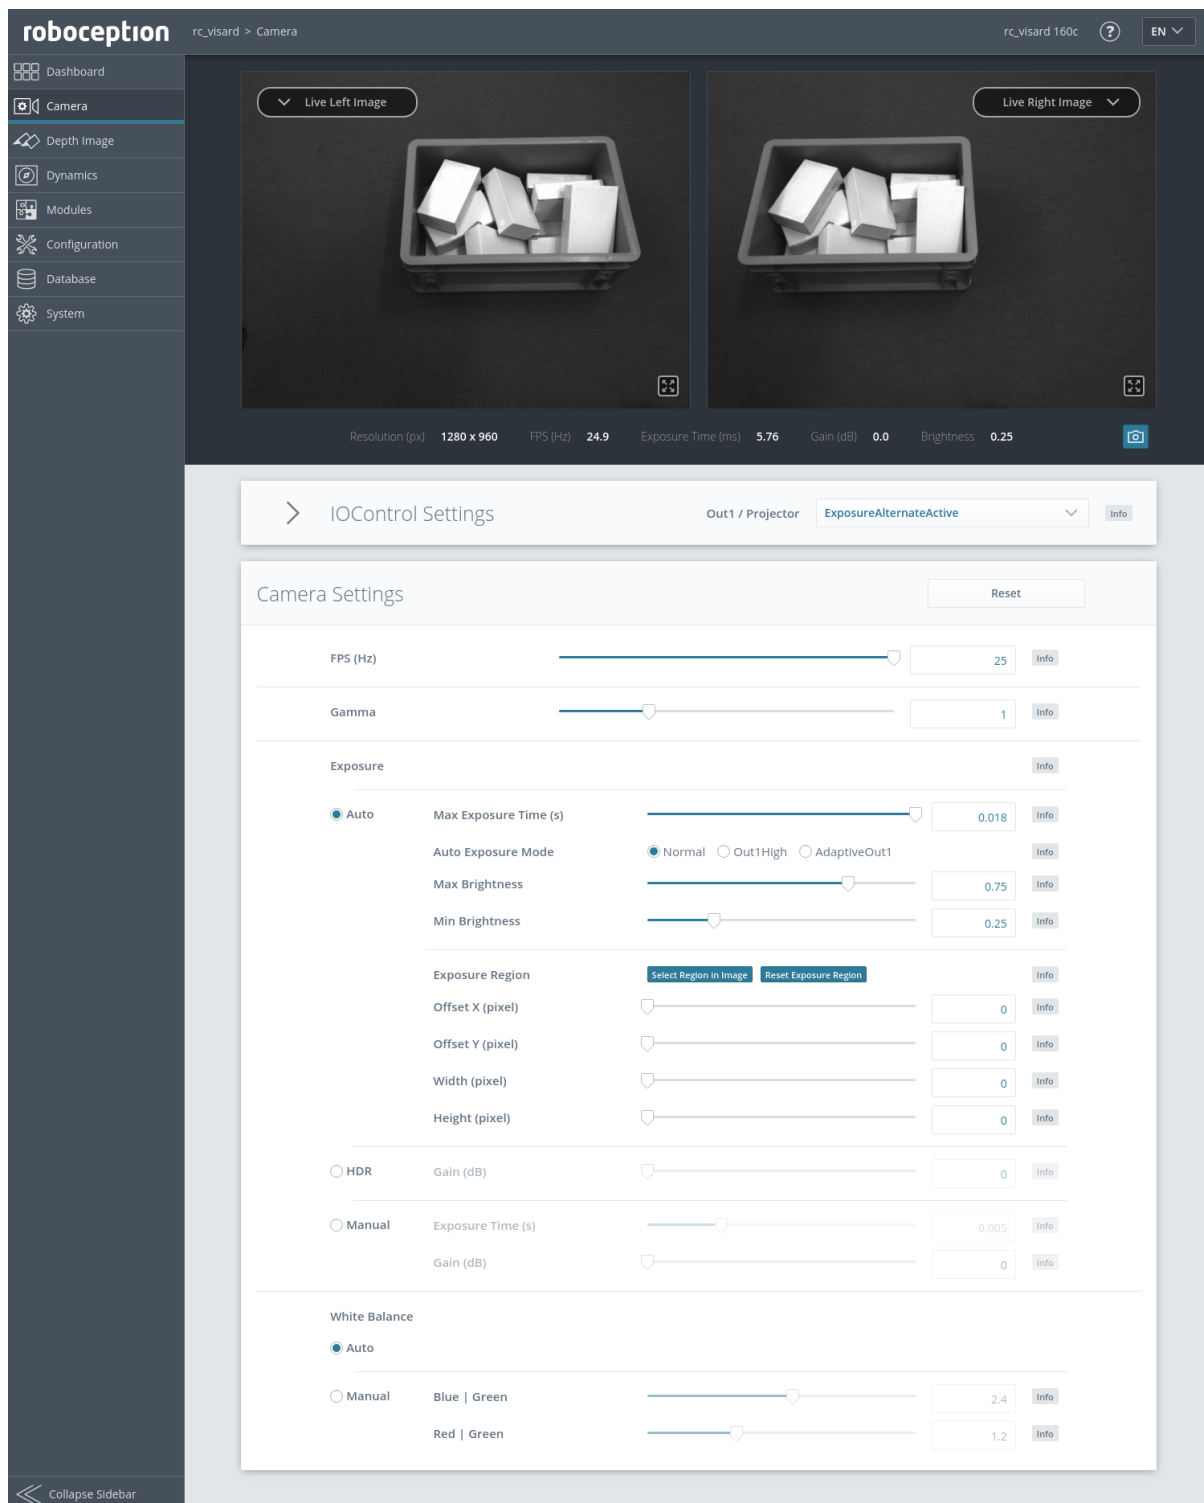 roboception rc_visard > Camera rc_visard 160c ? EN
Dashboard
Camera
Depth Image
Dynamics
Modules
Configuration
Database
System
Live Left Image Live Right Image
Resolution (px) 1280 x 960 FPS (Hz) 24.9 Exposure Time (ms) 5.76 Gain (dB) 0.0 Brightness 0.25
IOControl Settings Out1 / Projector ExposureAlternateActive Info
Camera Settings Reset
FPS (Hz) 25 Info
Gamma 1 Info
Exposure Info
Auto Max Exposure Time (s) 0.018 Info
Auto Exposure Mode Normal Out1High AdaptiveOut1 Info
Max Brightness 0.75 Info
Min Brightness 0.25 Info
Exposure Region Select Region in Image Reset Exposure Region Info
Offset X (pixel) 0 Info
Offset Y (pixel) 0 Info
Width (pixel) 0 Info
Height (pixel) 0 Info
HDR Gain (dB) 0 Info
Manual Exposure Time (s) 0.005 Info
Gain (dB) 0 Info
White Balance
Auto
Manual Blue | Green 2.4 Info
Red | Green 1.2 Info
Collapse Sidebar